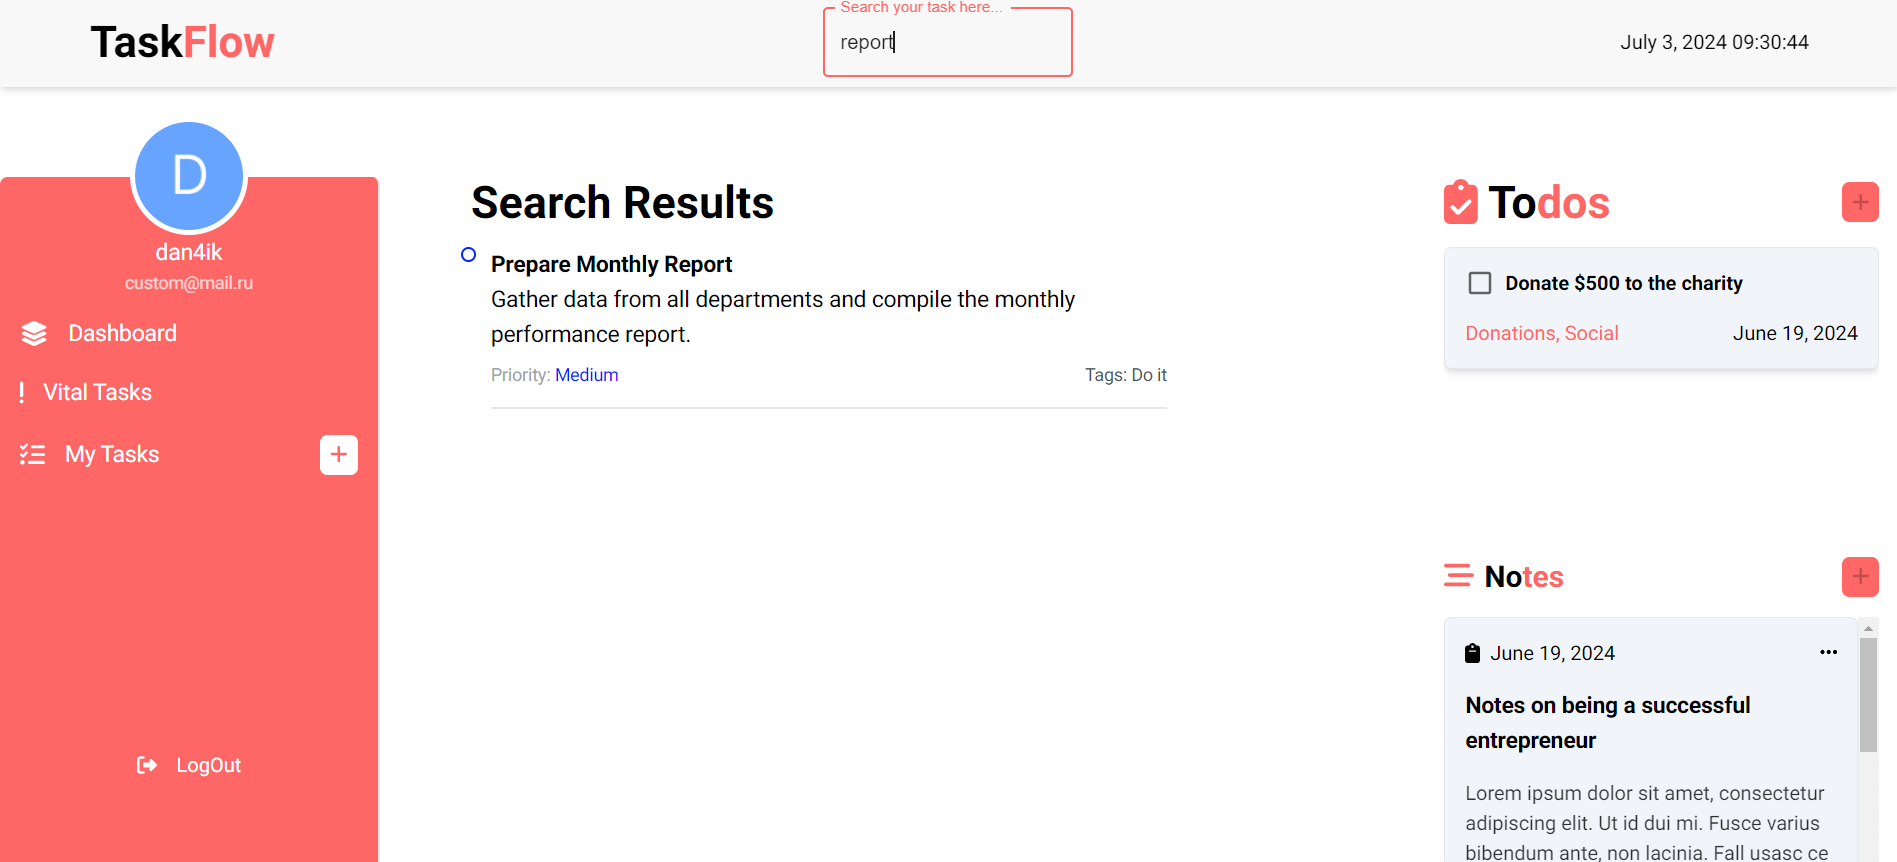 TaskFlow
Search your task here...
report
July 3, 2024 09:30:44
D
dan4ik
custom@mail.ru
Dashboard
Vital Tasks
My Tasks
+
LogOut
Search Results
Prepare Monthly Report
Gather data from all departments and compile the monthly
performance report.
Priority: Medium
Tags: Do it
Todos
+
Donate $500 to the charity
Donations, Social
June 19, 2024
Notes
+
June 19, 2024
Notes on being a successful
entrepreneur
Lorem ipsum dolor sit amet, consectetur
adipiscing elit. Ut id dui mi. Fusce varius
bibendum ante, non lacinia. Fall usasc ce